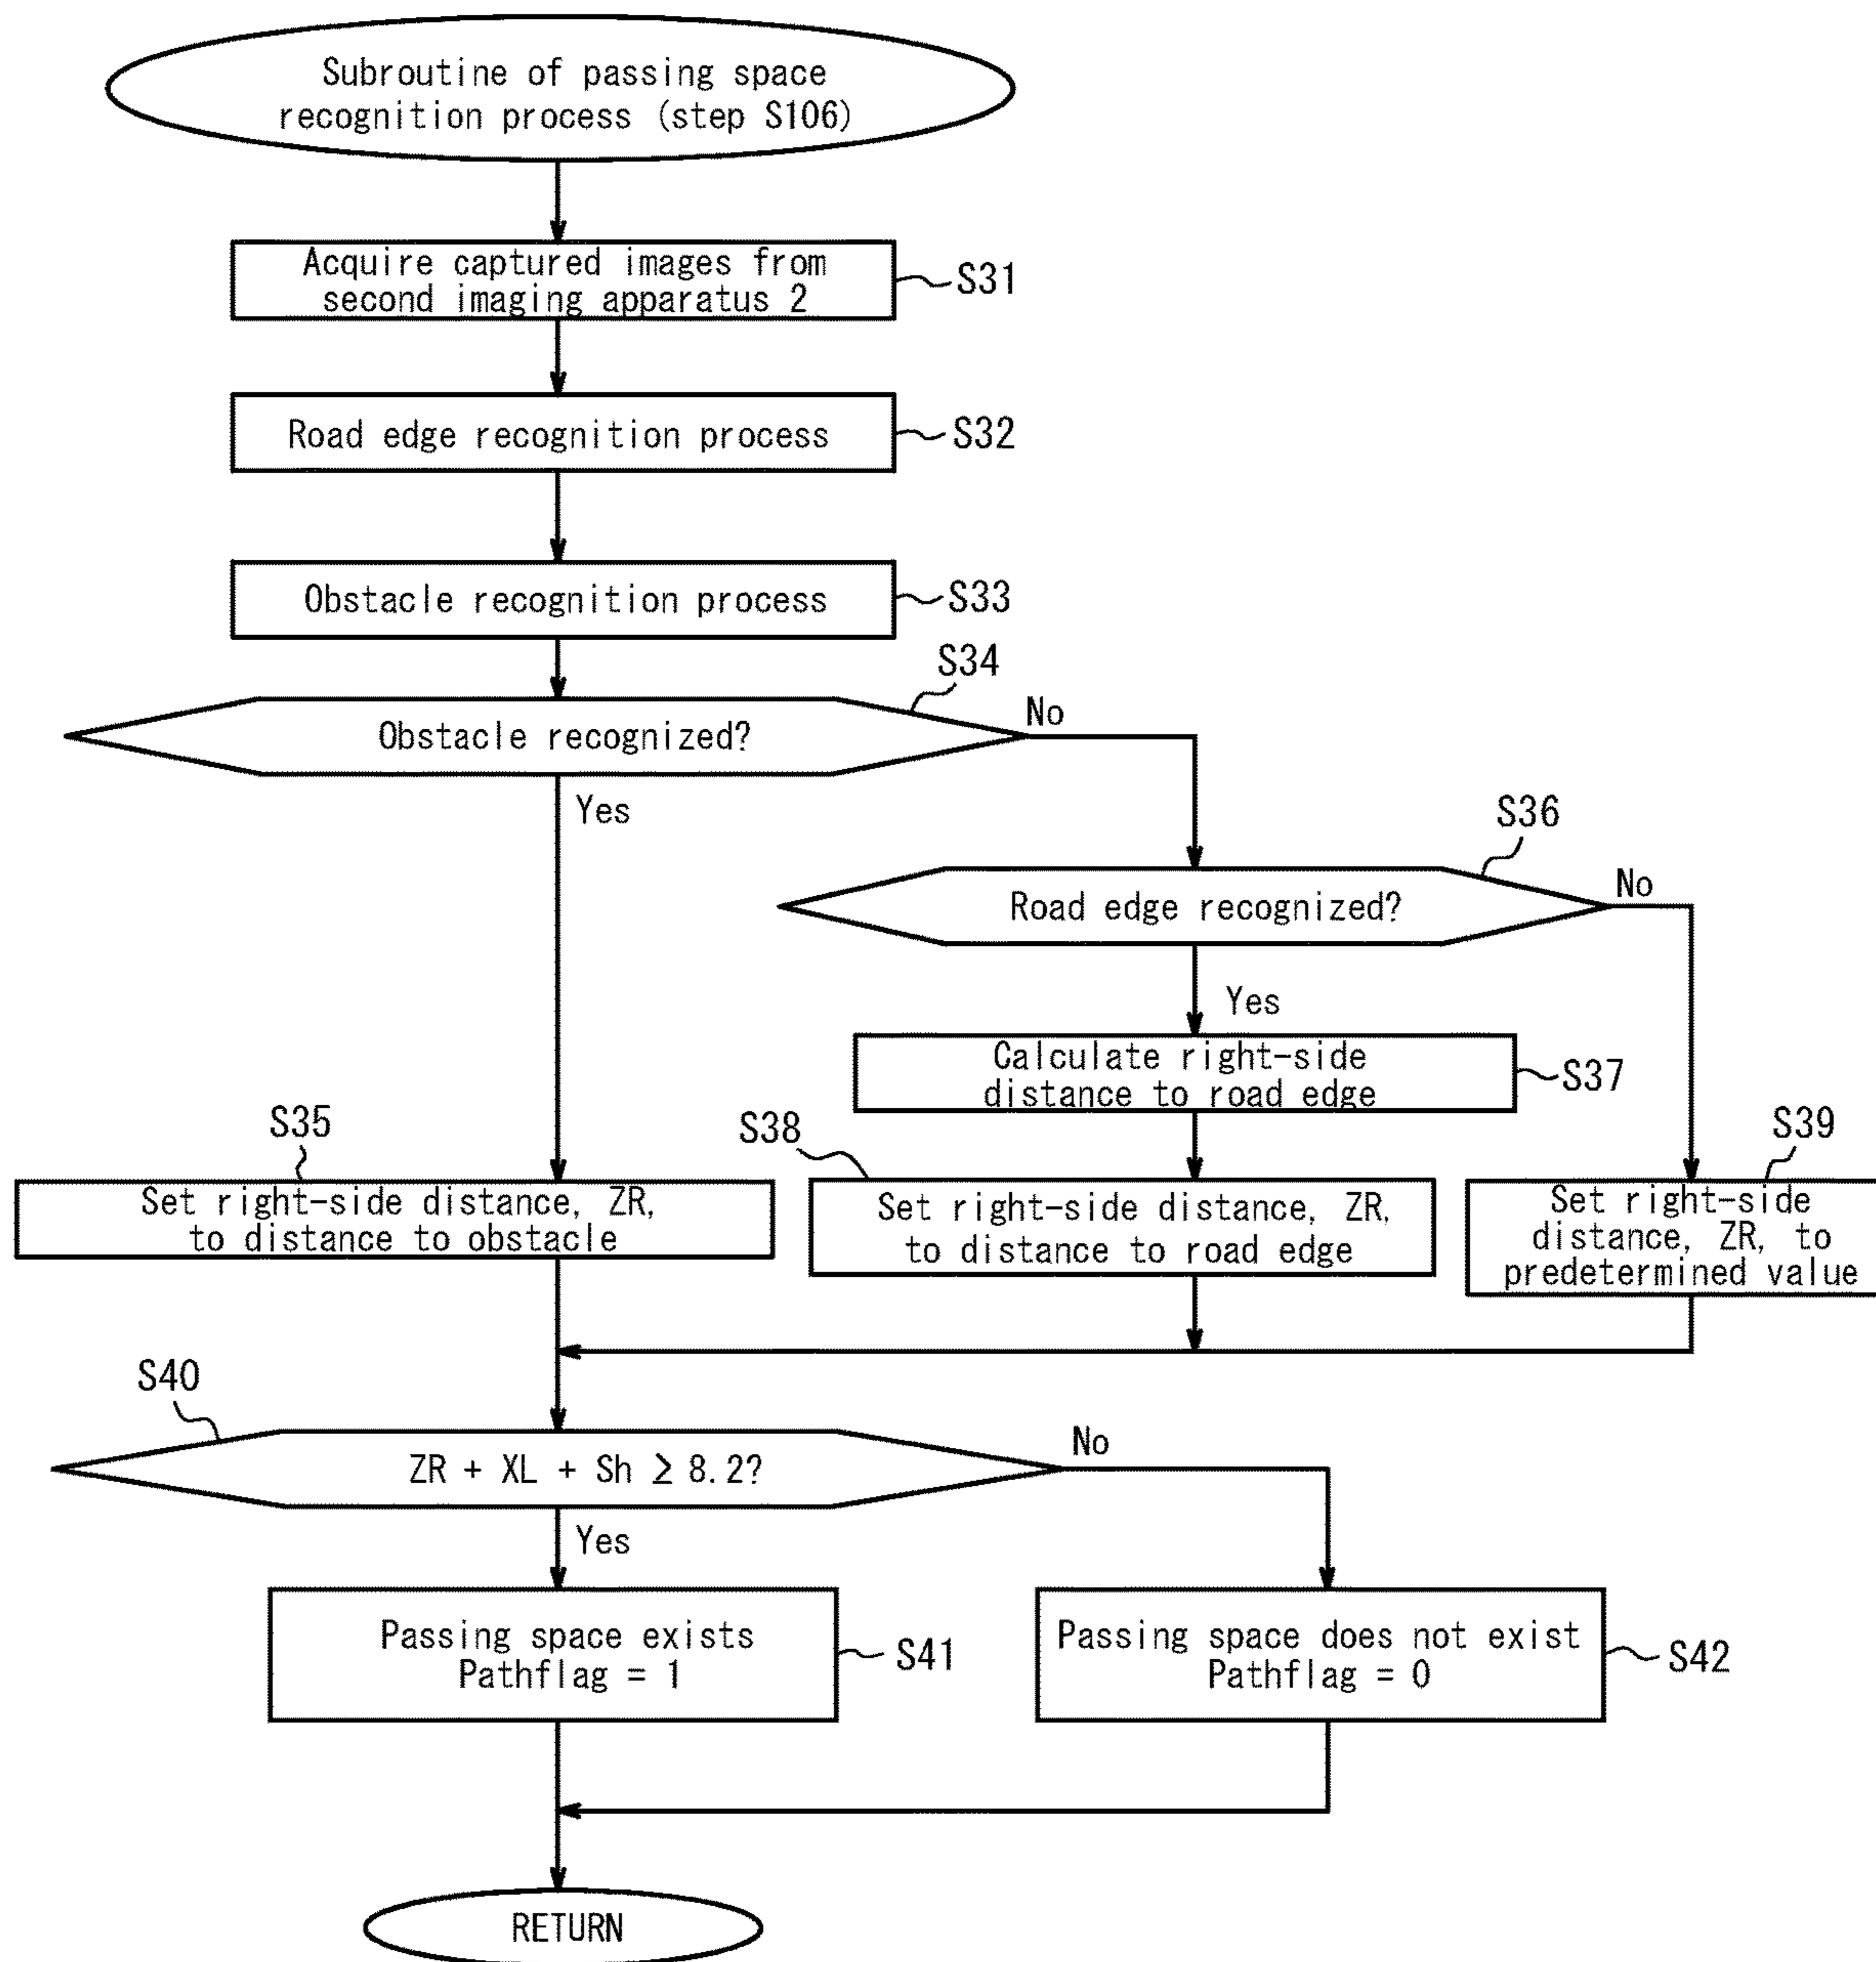 Subroutine of passing space
recognition process (step S106)
Acquire captured images from
second imaging apparatus 2
S31
Road edge recognition process
S32
Obstacle recognition process
S33
S34
Obstacle recognized?
No
Yes
S36
Road edge recognized?
No
Yes
Calculate right-side
distance to road edge
S37
S35
Set right-side distance, ZR,
to distance to obstacle
S38
Set right-side distance, ZR,
to distance to road edge
S39
Set right-side
distance, ZR, to
predetermined value
S40
ZR + XL + Sh ≥ 8.2?
No
Yes
Passing space exists
Pathflag = 1
S41
Passing space does not exist
Pathflag = 0
S42
RETURN